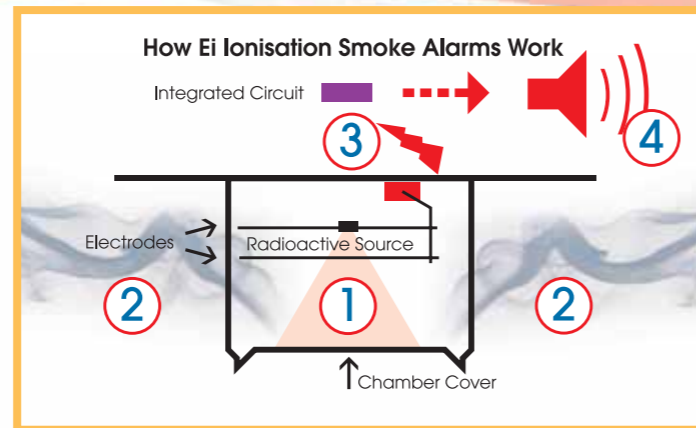 How Ei Ionisation Smoke Alarms Work
Integrated Circuit
3
4
Electrodes
Radioactive Source
2
1
2
Chamber Cover